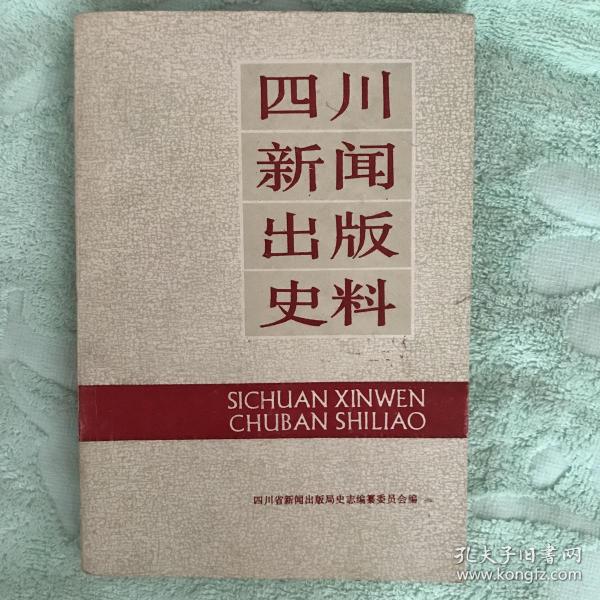 四川
新闻
出版
史料
SICHUAN XINWEN
CHUBAN SHILIAO
四川省新闻出版局史志编纂委员会编
孔夫子旧书网
www.kongfz.com